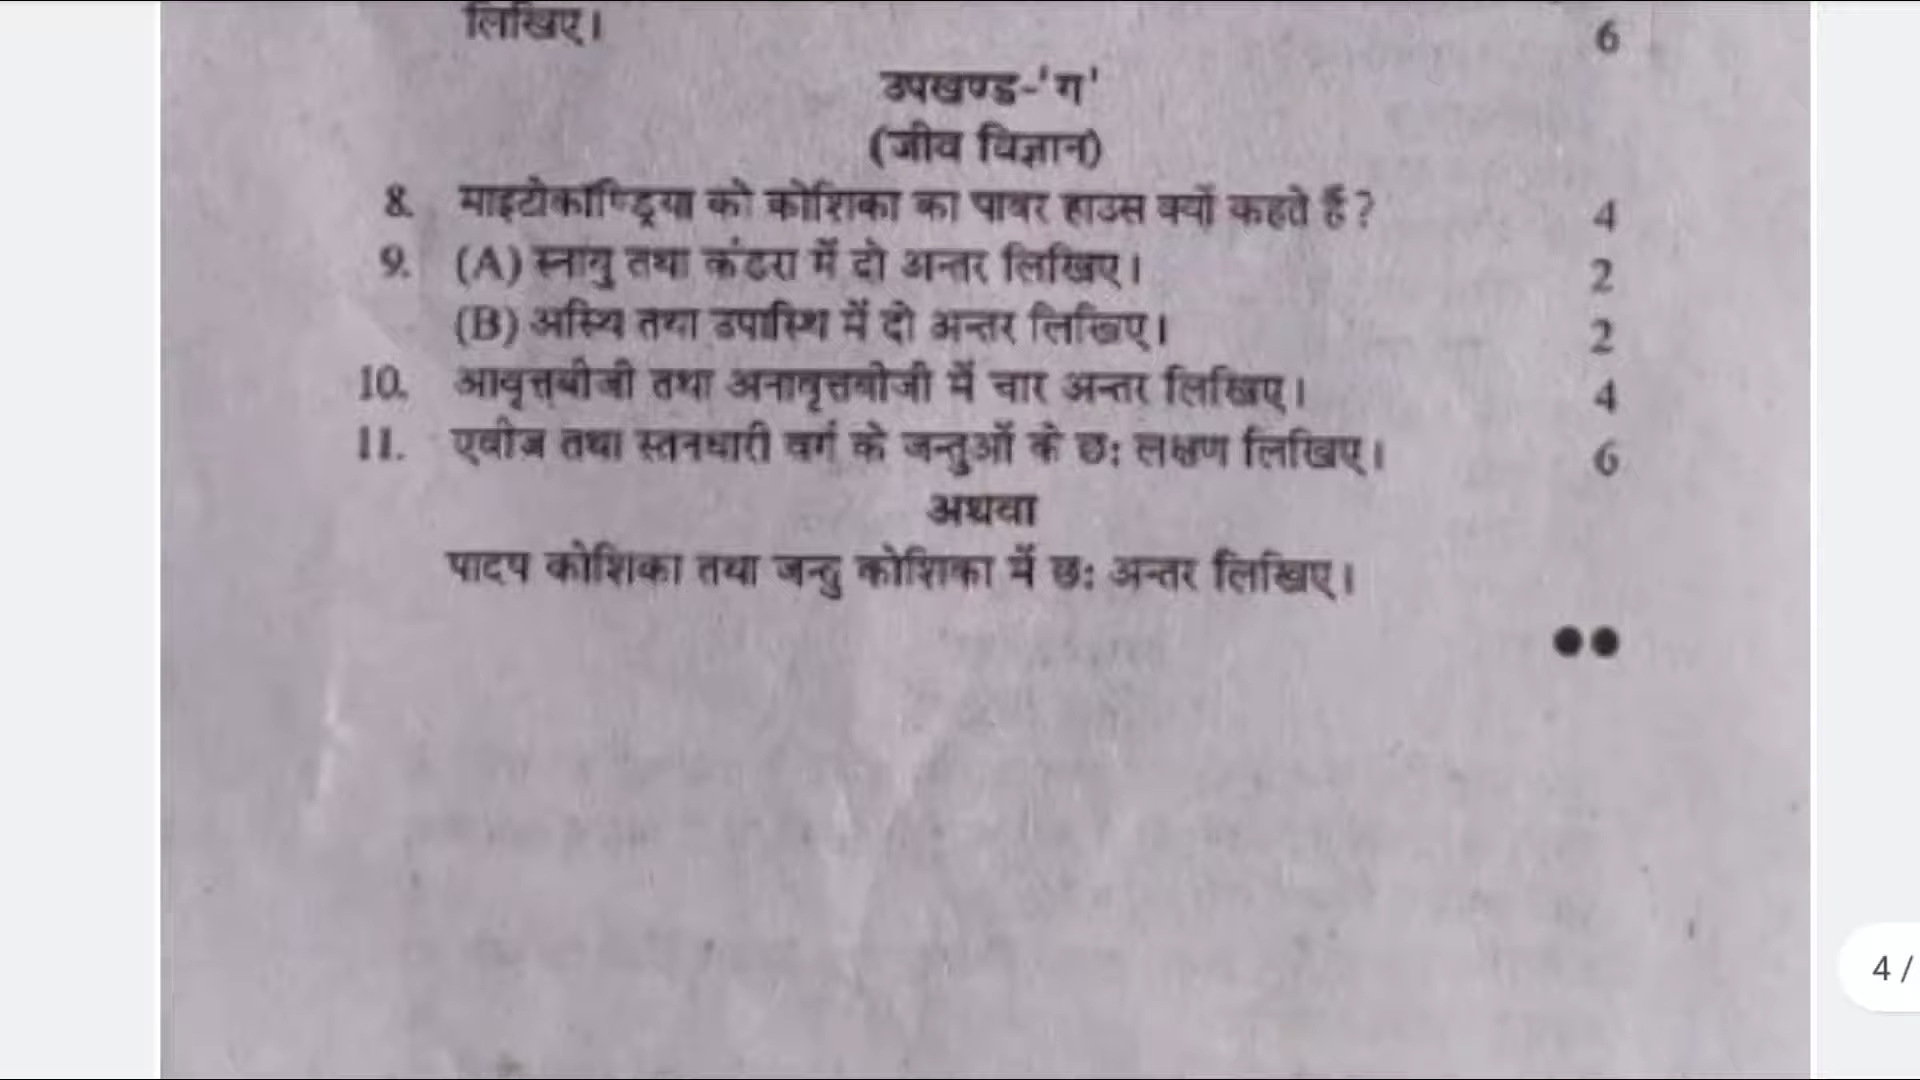 लिखिए।
6
उपखण्ड-'ग'
(जीव विज्ञान)
8. माइटोकॉण्ड्रिया को कोशिका का पावर हाउस क्यों कहते हैं? 4
9. (A) स्नायु तथा कंडरा में दो अन्तर लिखिए। 2
(B) अस्थि तथा उपास्थि में दो अन्तर लिखिए। 2
10. आवृत्तबीजी तथा अनावृत्तबीजी में चार अन्तर लिखिए। 4
11. एवीज तथा स्तनधारी वर्ग के जन्तुओं के छ: लक्षण लिखिए। 6
अथवा
पादप कोशिका तथा जन्तु कोशिका में छ: अन्तर लिखिए।
4 /